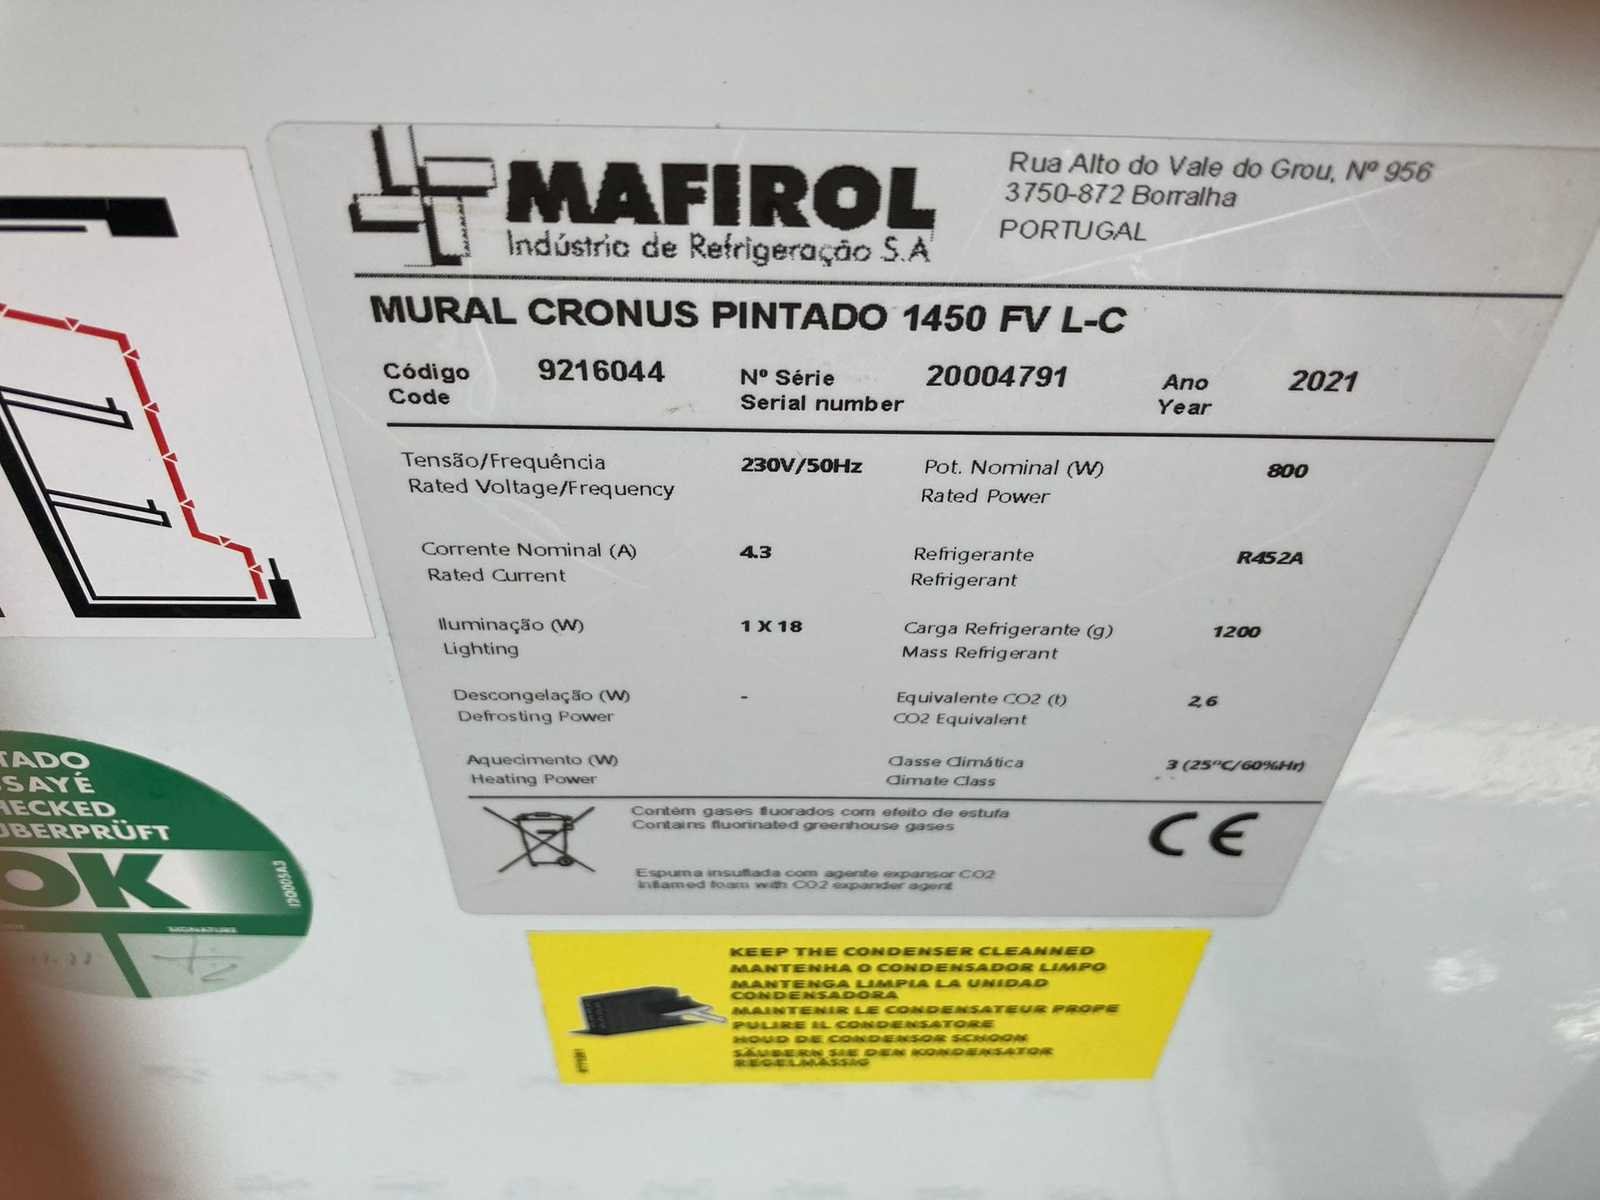 MAFIROL
Indústria de Refrigeração S.A
Rua Alto do Vale do Grou, Nº 956
3750-872 Borralha
PORTUGAL
MURAL CRONUS PINTADO 1450 FV L-C
Código 9216044 Nº Série 20004791 Ano 2021
Code Serial number Year
Tensão/Frequência 230V/50Hz Pot. Nominal (W) 800
Rated Voltage/Frequency Rated Power
Corrente Nominal (A) 4.3 Refrigerante R452A
Rated Current Refrigerant
Iluminação (W) 1 X 18 Carga Refrigerante (g) 1200
Lighting Mass Refrigerant
Descongelação (W) - Equivalente CO2 (t) 2,6
Defrosting Power CO2 Equivalent
Aquecimento (W) Classe Climática 3 (25ºC/60%Hr)
Heating Power Climate Class
Contém gases fluorados com efeito de estufa
Contains fluorinated greenhouse gases
CE
Espuma insuflada com agente expansor CO2
Inflamed foam with CO2 expander agent
TADO
SSAYÉ
HECKED
ÜBERPRÜFT
OK
SIGNATURE
KEEP THE CONDENSER CLEANNED
MANTENHA O CONDENSADOR LIMPO
MANTENGA LIMPIA LA UNIDAD
CONDENSADORA
MAINTENIR LE CONDENSATEUR PROPE
PULIRE IL CONDENSATORE
HOUD DE CONDENSOR SCHOON
SÄUBERN SIE DEN KONDENSATOR
REGELMÄSSIG